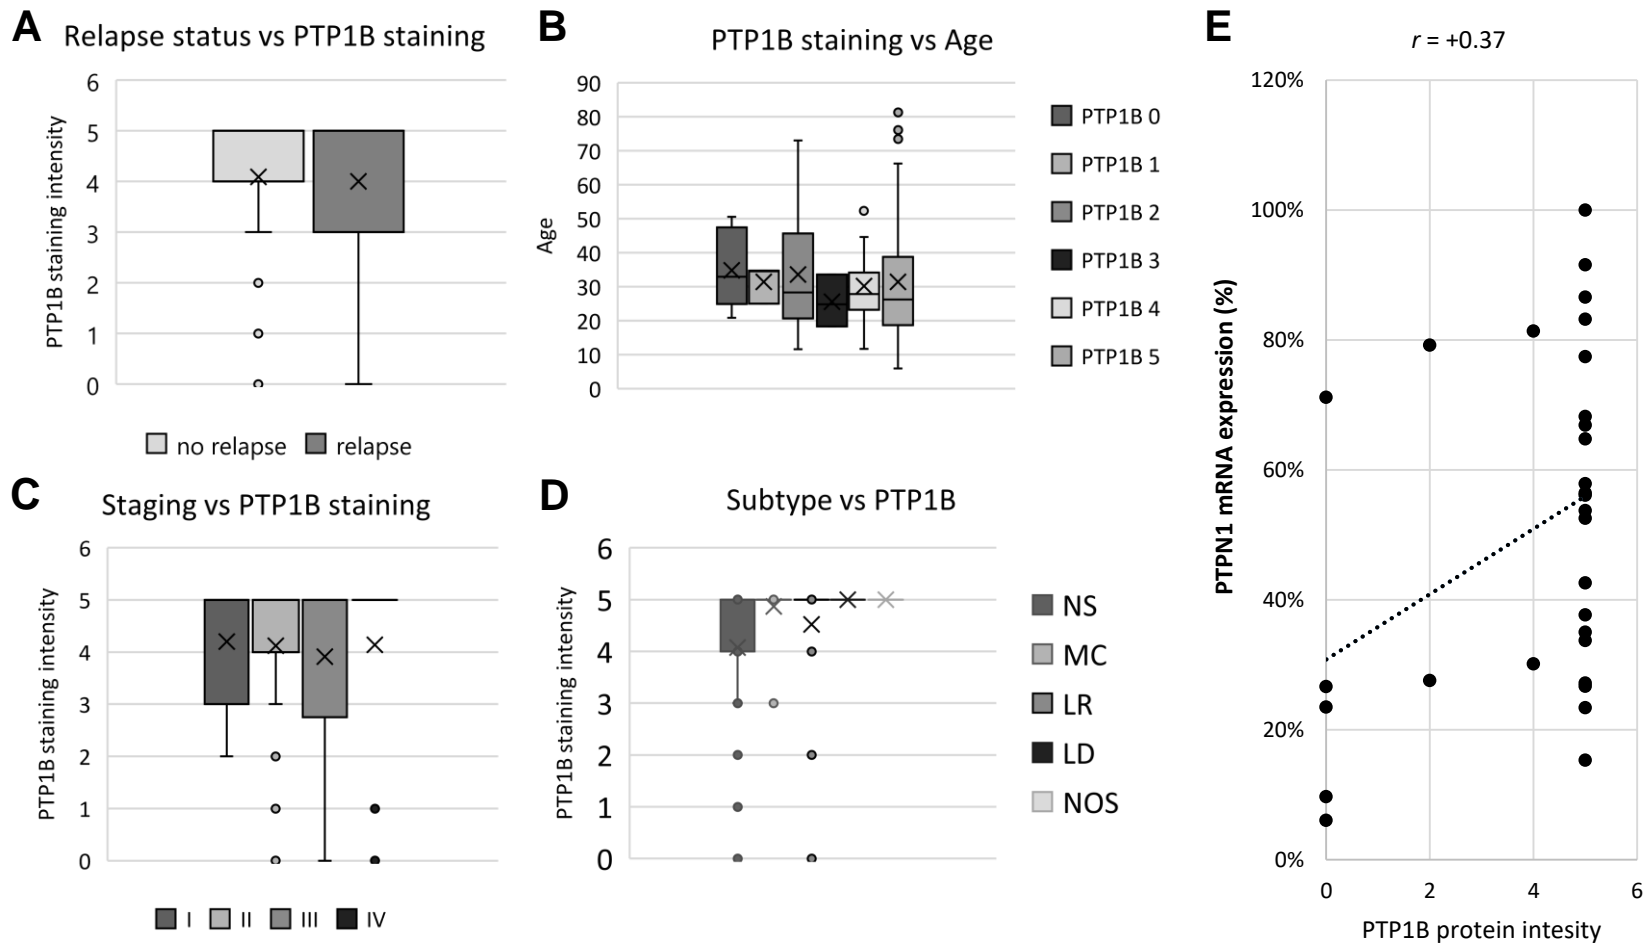 A
Relapse status vs PTP1B staining
PTP1B staining intensity
6
5
4
3
2
1
0
no relapse
relapse
B
PTP1B staining vs Age
Age
90
80
70
60
50
40
30
20
10
0
PTP1B 0
PTP1B 1
PTP1B 2
PTP1B 3
PTP1B 4
PTP1B 5
C
Staging vs PTP1B staining
PTP1B staining intensity
6
5
4
3
2
1
0
I
II
III
IV
D
Subtype vs PTP1B
PTP1B staining intensity
6
5
4
3
2
1
0
NS
MC
LR
LD
NOS
E
r = +0.37
PTPN1 mRNA expression (%)
120%
100%
80%
60%
40%
20%
0%
0 2 4 6
PTP1B protein intesity